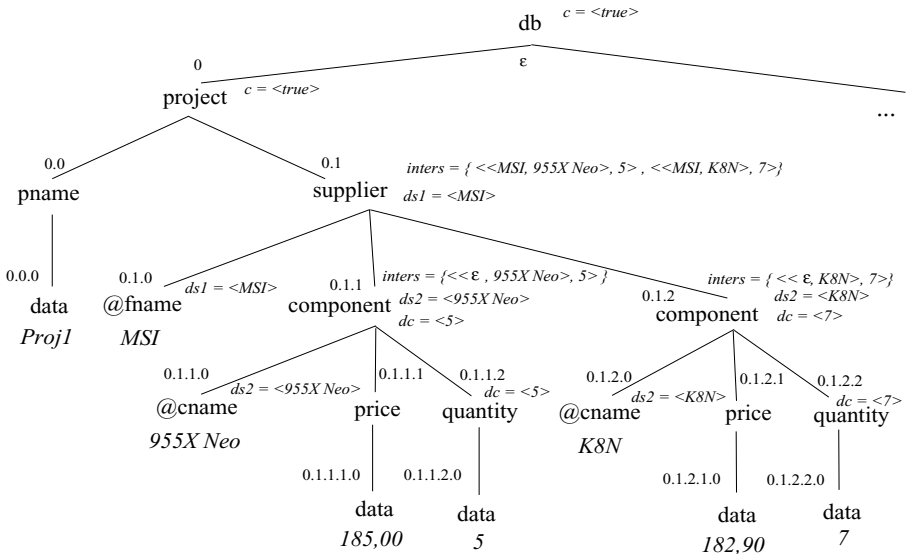 db
c = <true>
ε
0
project
c = <true>
...
0.0
pname
0.1
supplier
inters = { <<MSI, 955X Neo>, 5> , <<MSI, K8N>, 7>}
ds1 = <MSI>
0.0.0
data
Proj1
0.1.0
@fname
ds1 = <MSI>
MSI
0.1.1
component
inters = {<<ε , 955X Neo>, 5> }
ds2 = <955X Neo>
dc = <5>
0.1.2
component
inters = { << ε, K8N>, 7>}
ds2 = <K8N>
dc = <7>
0.1.1.0
@cname
ds2 = <955X Neo>
955X Neo
0.1.1.1
price
0.1.1.2
quantity
dc = <5>
0.1.2.0
@cname
ds2 = <K8N>
K8N
0.1.2.1
price
0.1.2.2
quantity
dc = <7>
0.1.1.1.0
data
185,00
0.1.1.2.0
data
5
0.1.2.1.0
data
182,90
0.1.2.2.0
data
7